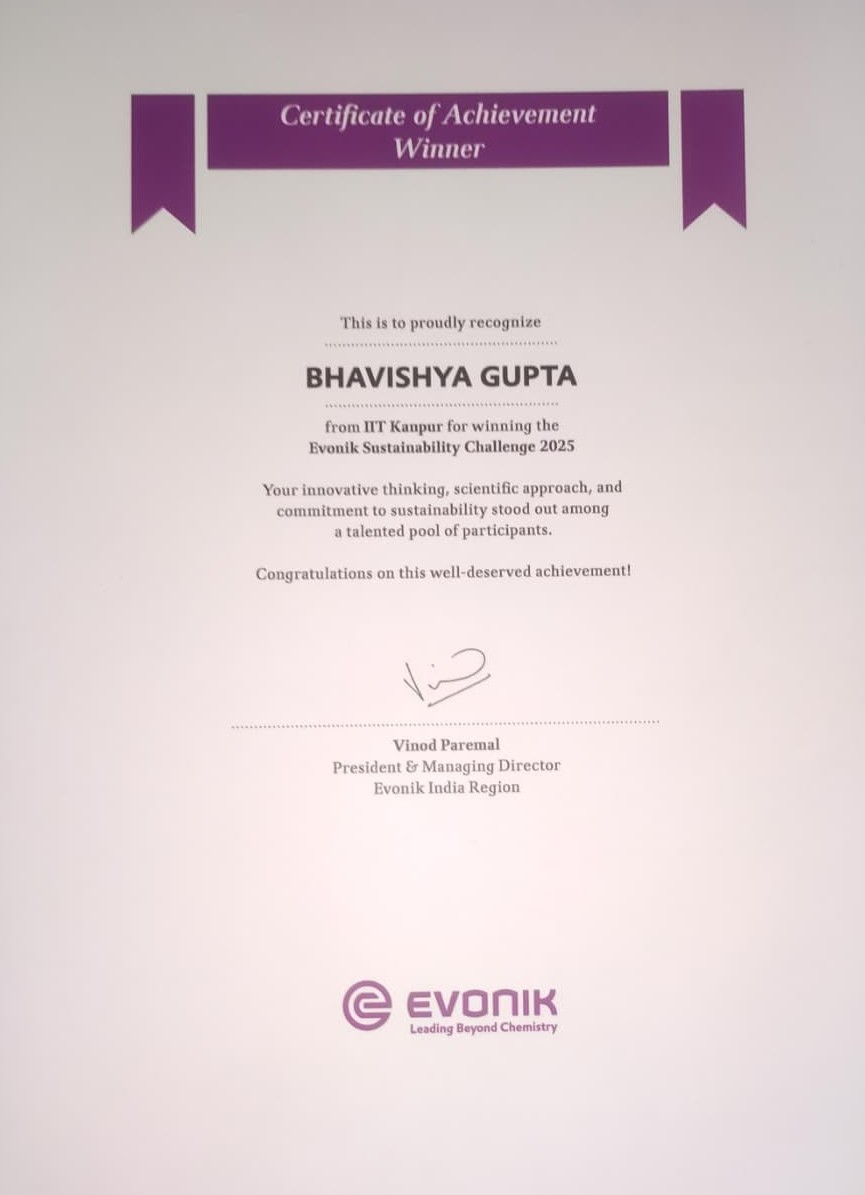 Certificate of Achievement
Winner
This is to proudly recognize
BHAVISHYA GUPTA
from IIT Kanpur for winning the
Evonik Sustainability Challenge 2025
Your innovative thinking, scientific approach, and
commitment to sustainability stood out among
a talented pool of participants.
Congratulations on this well-deserved achievement!
Vinod Paremal
President & Managing Director
Evonik India Region
EVONIK
Leading Beyond Chemistry